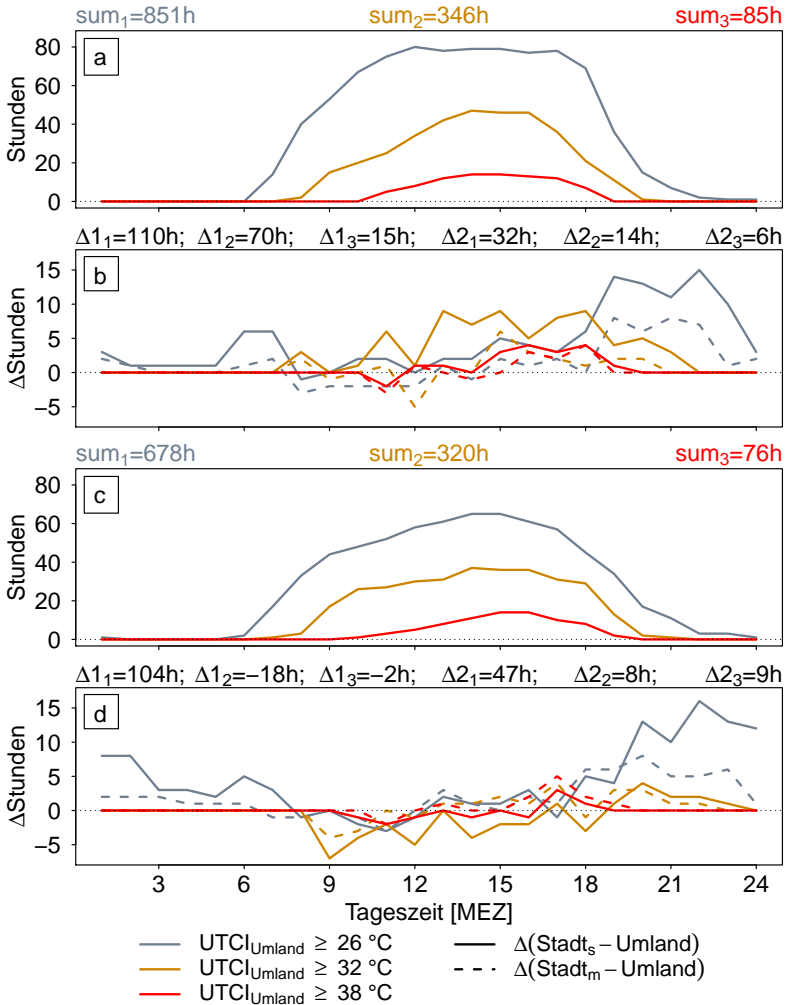 sum₁=851h sum₂=346h sum₃=85h
a
Stunden
80
60
40
20
0
Δ1₁=110h; Δ1₂=70h; Δ1₃=15h; Δ2₁=32h; Δ2₂=14h; Δ2₃=6h
b
ΔStunden
15
10
5
0
−5
sum₁=678h sum₂=320h sum₃=76h
c
Stunden
80
60
40
20
0
Δ1₁=104h; Δ1₂=−18h; Δ1₃=−2h; Δ2₁=47h; Δ2₂=8h; Δ2₃=9h
d
ΔStunden
15
10
5
0
−5
3 6 9 12 15 18 21 24
Tageszeit [MEZ]
UTCI_Umland ≥ 26 °C Δ(Stadt_s − Umland)
UTCI_Umland ≥ 32 °C Δ(Stadt_m − Umland)
UTCI_Umland ≥ 38 °C